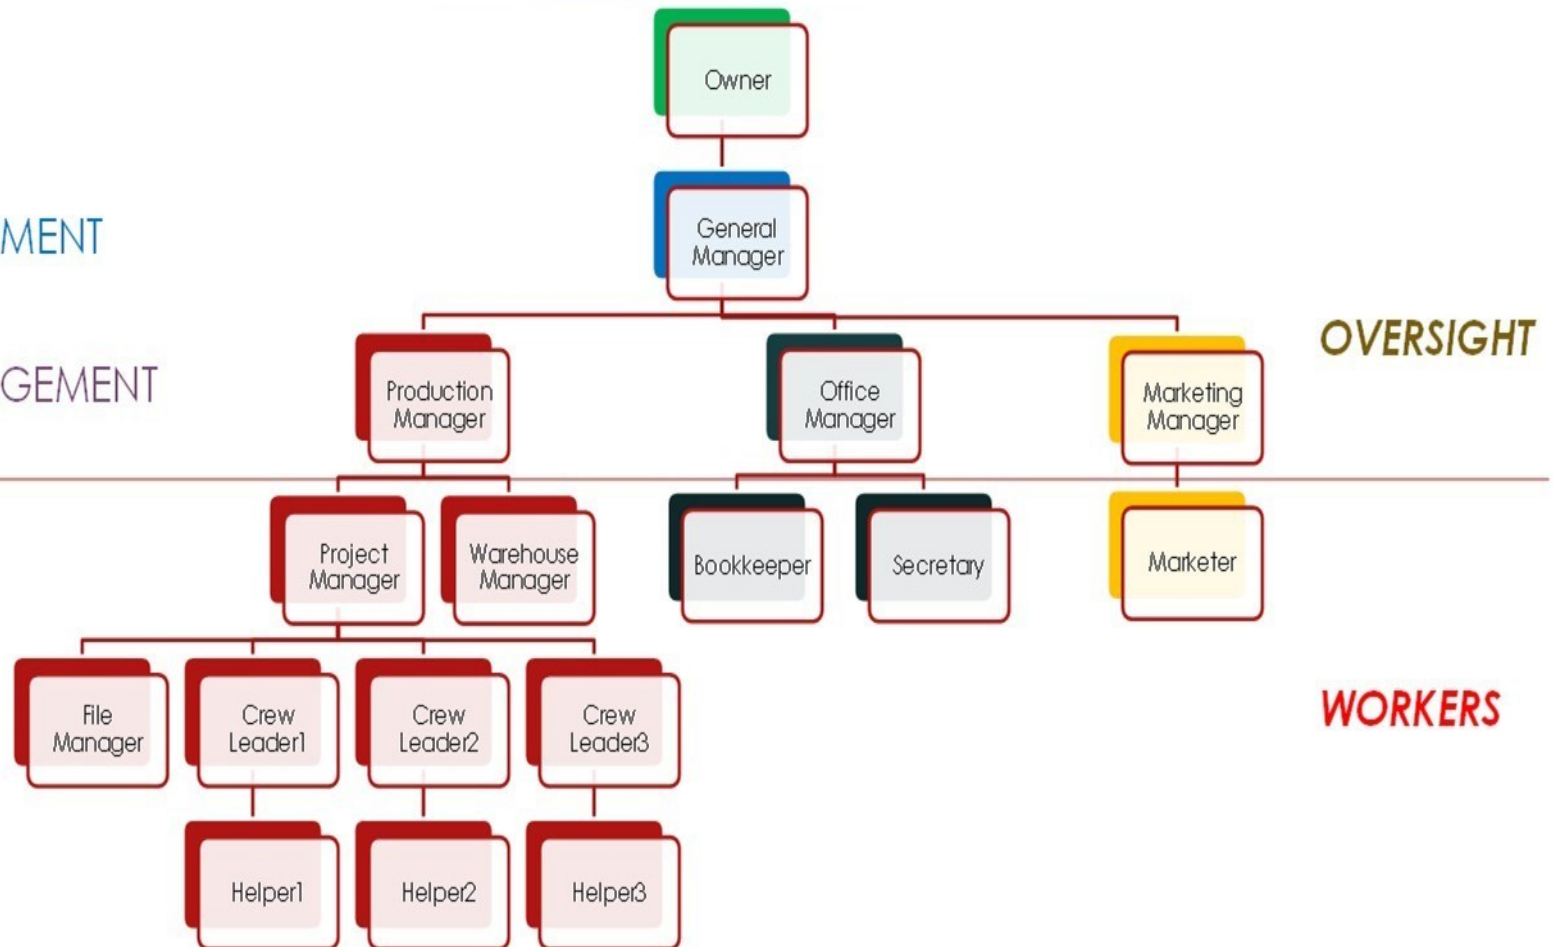 Owner
MENT
General
Manager
OVERSIGHT
GEMENT
Production
Manager
Office
Manager
Marketing
Manager
Project
Manager
Warehouse
Manager
Bookkeeper
Secretary
Marketer
File
Manager
Crew
Leader1
Crew
Leader2
Crew
Leader3
WORKERS
Helper1
Helper2
Helper3